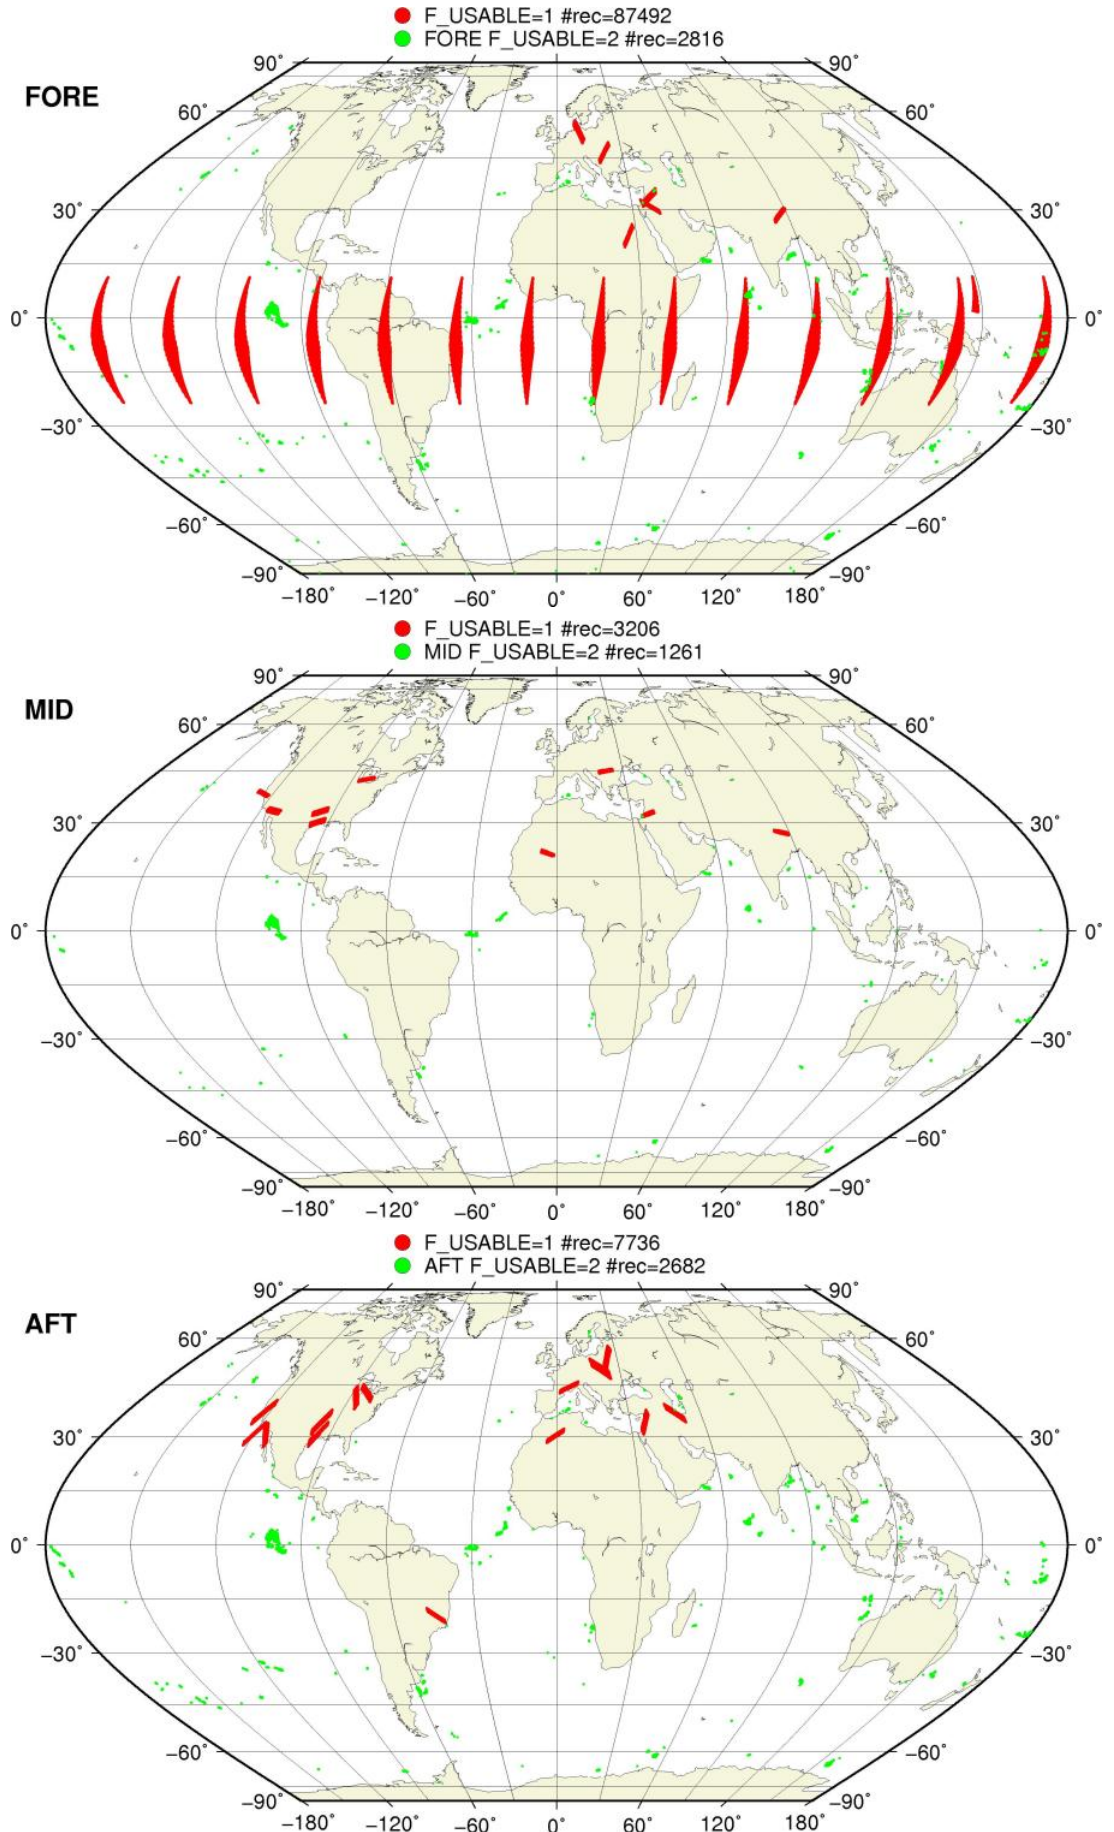 F_USABLE=1 #rec=87492
FORE F_USABLE=2 #rec=2816
FORE
90° 90°
60° 60°
30° 30°
0° 0°
−30° −30°
−60° −60°
−90° −90°
−180° −120° −60° 0° 60° 120° 180°
F_USABLE=1 #rec=3206
MID F_USABLE=2 #rec=1261
MID
90° 90°
60° 60°
30° 30°
0° 0°
−30° −30°
−60° −60°
−90° −90°
−180° −120° −60° 0° 60° 120° 180°
F_USABLE=1 #rec=7736
AFT F_USABLE=2 #rec=2682
AFT
90° 90°
60° 60°
30° 30°
0° 0°
−30° −30°
−60° −60°
−90° −90°
−180° −120° −60° 0° 60° 120° 180°